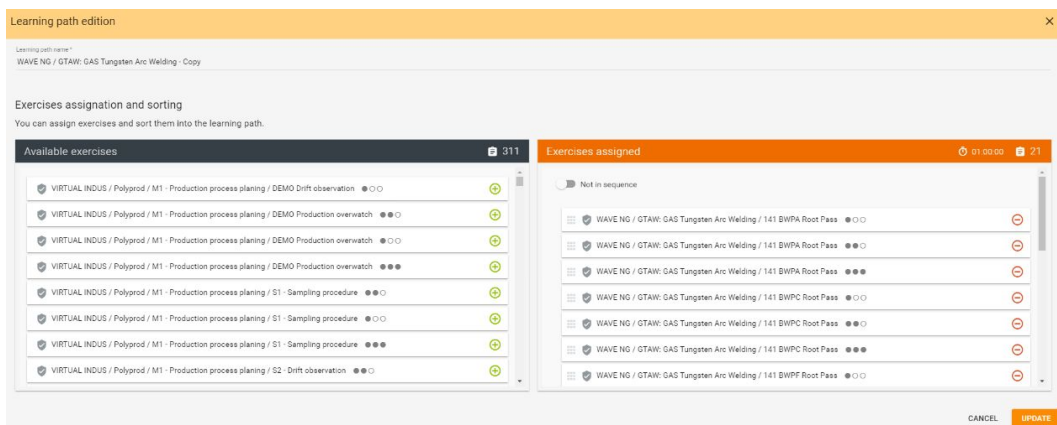 Learning path edition
Learning path name *
WAVE NG / GTAW: GAS Tungsten Arc Welding - Copy
Exercises assignation and sorting
You can assign exercises and sort them into the learning path.
Available exercises 311
VIRTUAL INDUS / Polyprod / M1 - Production process planing / DEMO Drift observation
VIRTUAL INDUS / Polyprod / M1 - Production process planing / DEMO Production overwatch
VIRTUAL INDUS / Polyprod / M1 - Production process planing / DEMO Production overwatch
VIRTUAL INDUS / Polyprod / M1 - Production process planing / DEMO Production overwatch
VIRTUAL INDUS / Polyprod / M1 - Production process planing / S1 - Sampling procedure
VIRTUAL INDUS / Polyprod / M1 - Production process planing / S1 - Sampling procedure
VIRTUAL INDUS / Polyprod / M1 - Production process planing / S1 - Sampling procedure
VIRTUAL INDUS / Polyprod / M1 - Production process planing / S2 - Drift observation
Exercises assigned 01:00:00 21
Not in sequence
WAVE NG / GTAW: GAS Tungsten Arc Welding / 141 BWPA Root Pass
WAVE NG / GTAW: GAS Tungsten Arc Welding / 141 BWPA Root Pass
WAVE NG / GTAW: GAS Tungsten Arc Welding / 141 BWPA Root Pass
WAVE NG / GTAW: GAS Tungsten Arc Welding / 141 BWPC Root Pass
WAVE NG / GTAW: GAS Tungsten Arc Welding / 141 BWPC Root Pass
WAVE NG / GTAW: GAS Tungsten Arc Welding / 141 BWPC Root Pass
WAVE NG / GTAW: GAS Tungsten Arc Welding / 141 BWPF Root Pass
CANCEL UPDATE